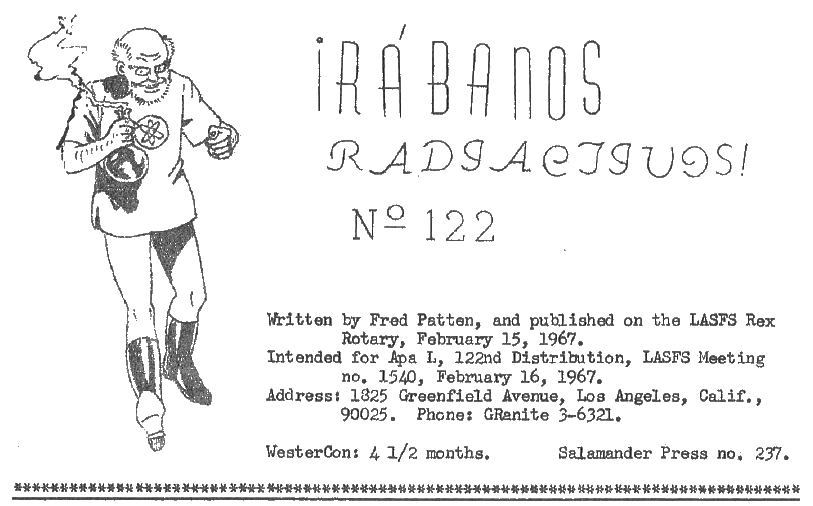 ¡RÁBANOS
RADIACTIVOS!
Nº 122
Written by Fred Patten, and published on the LASFS Rex
Rotary, February 15, 1967.
Intended for Apa L, 122nd Distribution, LASFS Meeting
no. 1540, February 16, 1967.
Address: 1825 Greenfield Avenue, Los Angeles, Calif.,
90025. Phone: GRanite 3-6321.
WesterCon: 4 1/2 months. Salamander Press no. 237.